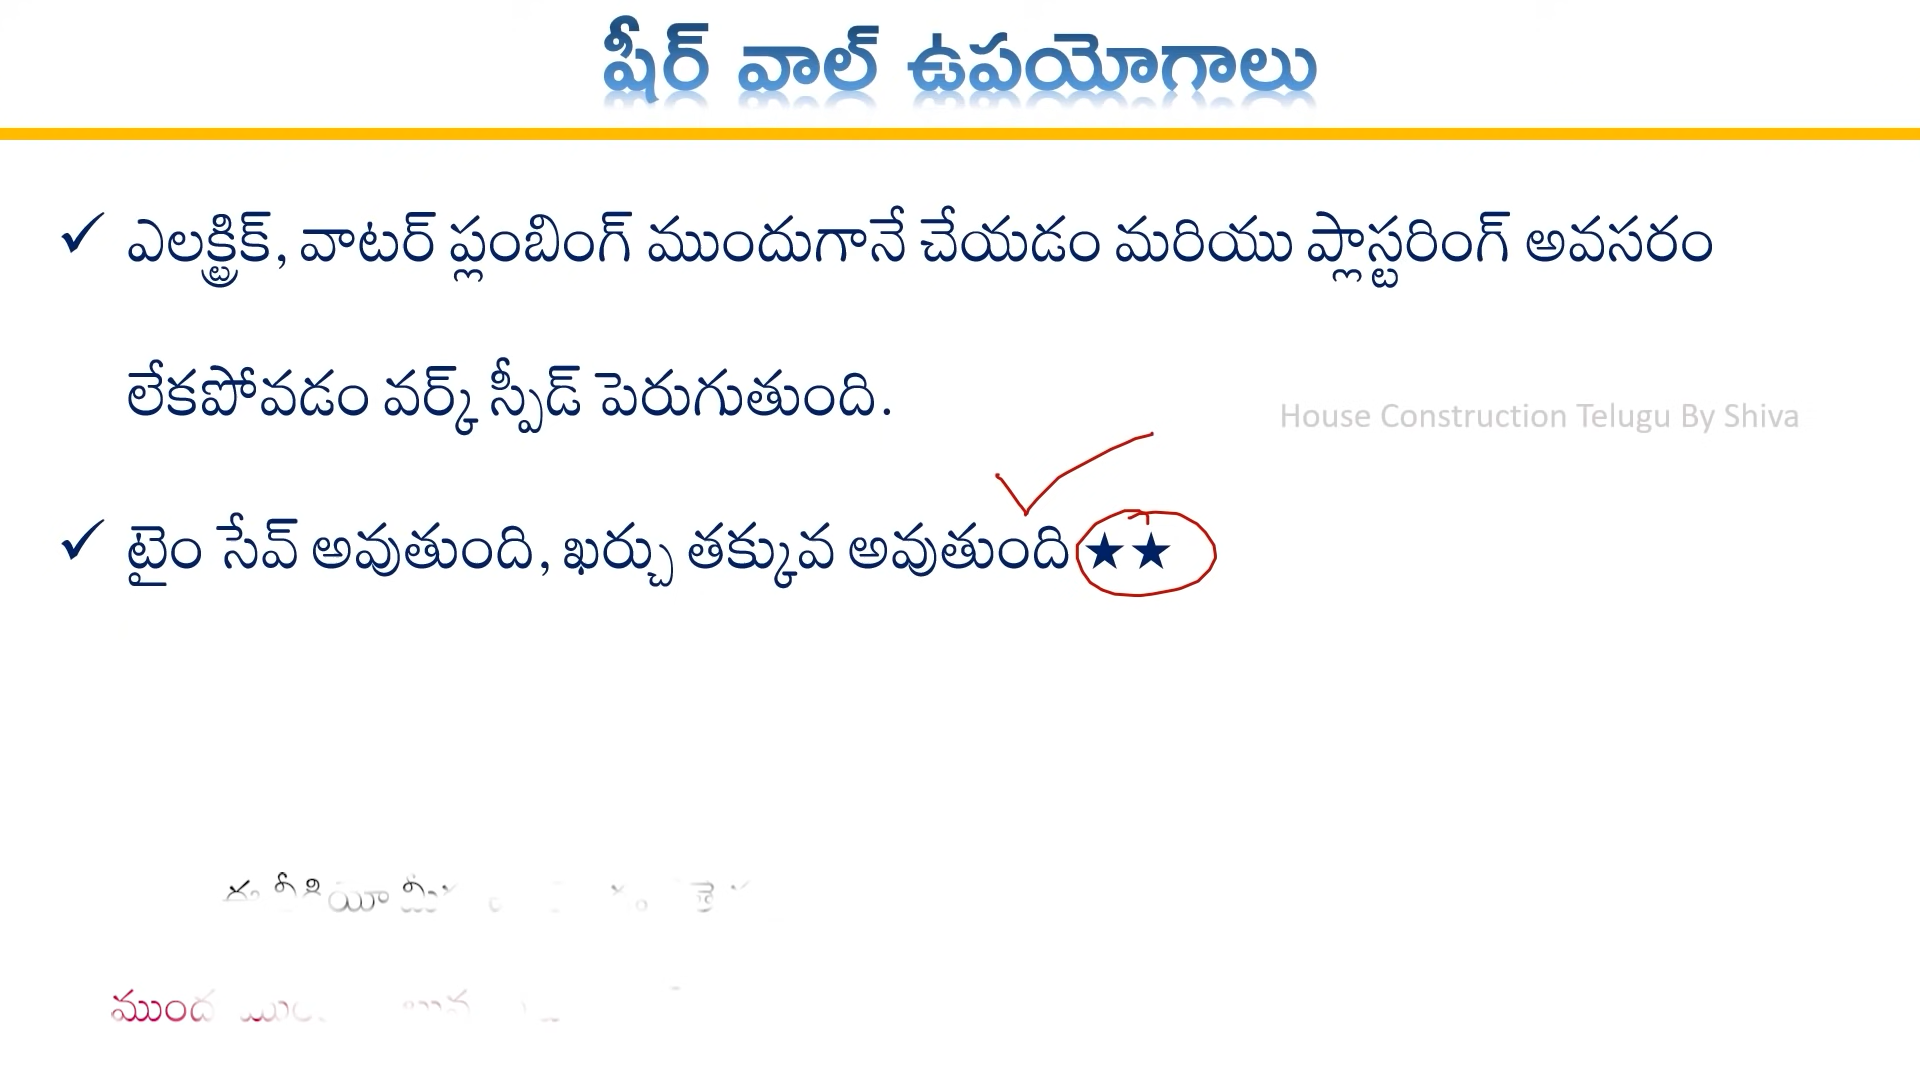 షీర్ వాల్ ఉపయోగాలు
✓ ఎలక్ట్రిక్, వాటర్ ప్లంబింగ్ ముందుగానే చేయడం మరియు ప్లాస్టరింగ్ అవసరం
లేకపోవడం వర్క్ స్పీడ్ పెరుగుతుంది.
House Construction Telugu By Shiva
✓ టైం సేవ్ అవుతుంది, ఖర్చు తక్కువ అవుతుంది ★★